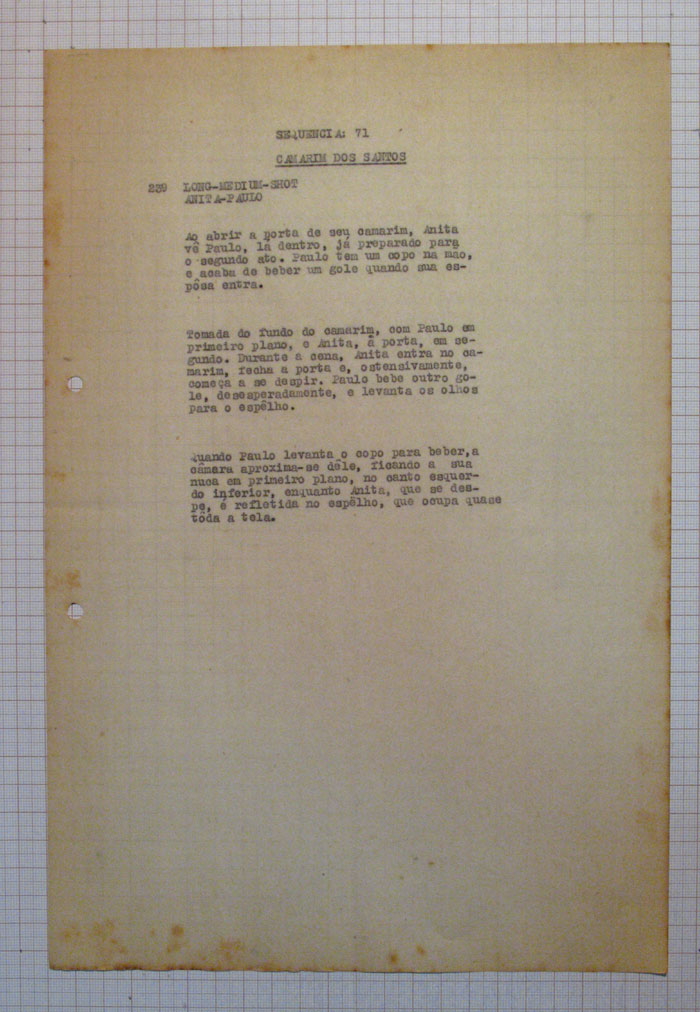 SEQUENCIA: 71
CAMARIM DOS SANTOS
239 LONG-MEDIUM-SHOT
ANITA-PAULO
Ao abrir a porta de seu camarim, Anita
vê Paulo, lá dentro, já preparado para
o segundo ato. Paulo tem um copo na mao,
e acaba de beber um gole quando sua es-
pôsa entra.
Tomada do fundo do camarim, com Paulo em
primeiro plano, e Anita, à porta, em se-
gundo. Durante a cena, Anita entra no ca-
marim, fecha a porta e, ostensivamente,
começa a se despir. Paulo bebe outro go-
le, desesperadamente, e levanta os olhos
para o espêlho.
Quando Paulo levanta o copo para beber,a
câmara aproxima-se dêle, ficando a sua
nuca em primeiro plano, no canto esquer-
do inferior, enquanto Anita, que se des-
pe, é refletida no espêlho, que ocupa quase
tôda a tela.